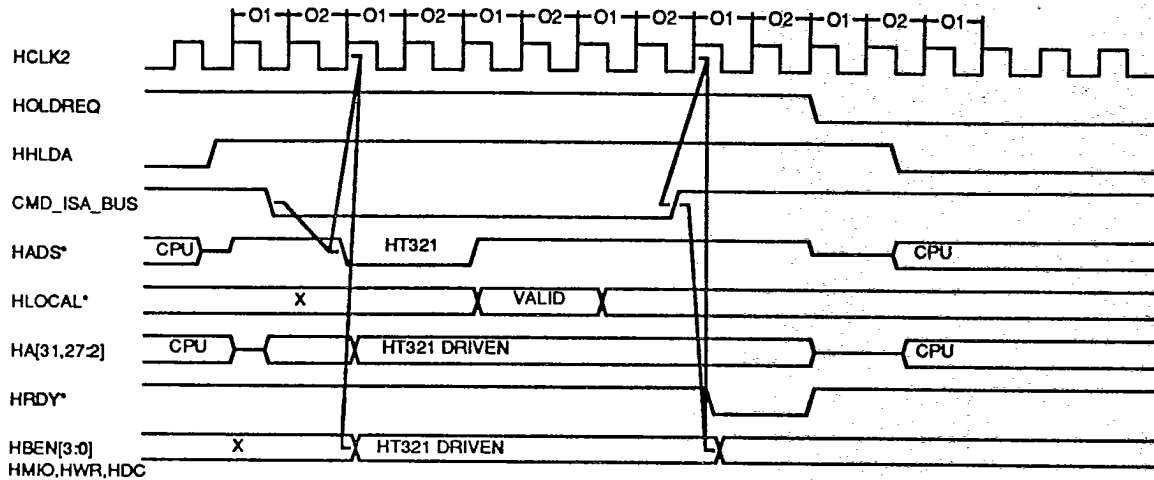 O1 O2 O1 O2 O1 O2 O1 O2 O1 O2 O1 O2 O1
HCLK2
HOLDREQ
HHLDA
CMD_ISA_BUS
HADS* CPU HT321 CPU
HLOCAL* X VALID
HA[31,27:2] CPU HT321 DRIVEN CPU
HRDY*
HBEN[3:0] X HT321 DRIVEN
HMIO,HWR,HDC